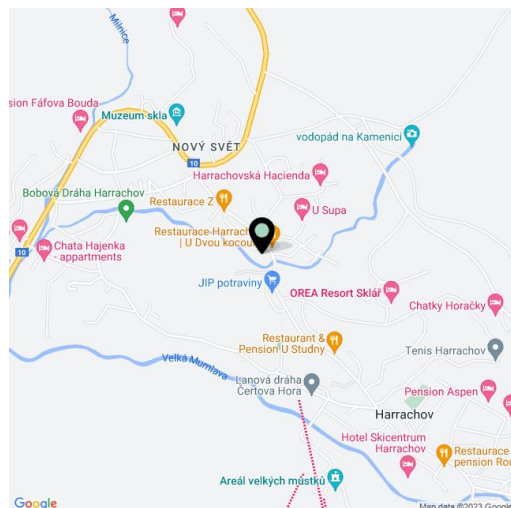 Milnice
sion Fáfova Bouda
Muzeum skla
NOVÝ SVĚT
vodopád na Kamenici
10
Harrachovská Hacienda
Bobová Dráha Harrachov
Restaurace Z
U Supa
Restaurace Harrach
| U Dvou kocou
Chata Hajenka
- appartments
10
JIP potraviny
OREA Resort Sklář
Chatky Horačky
Restaurant &
Pension U Studny
Tenis Harrachov
Velká Mumlava
Lanová dráha
Čertova Hora
Pension Aspen
Harrachov
Hotel Skicentrum
Harrachov
Restaurace
pension Rou
Areál velkých můstků
Google
Map data ©2023 Google